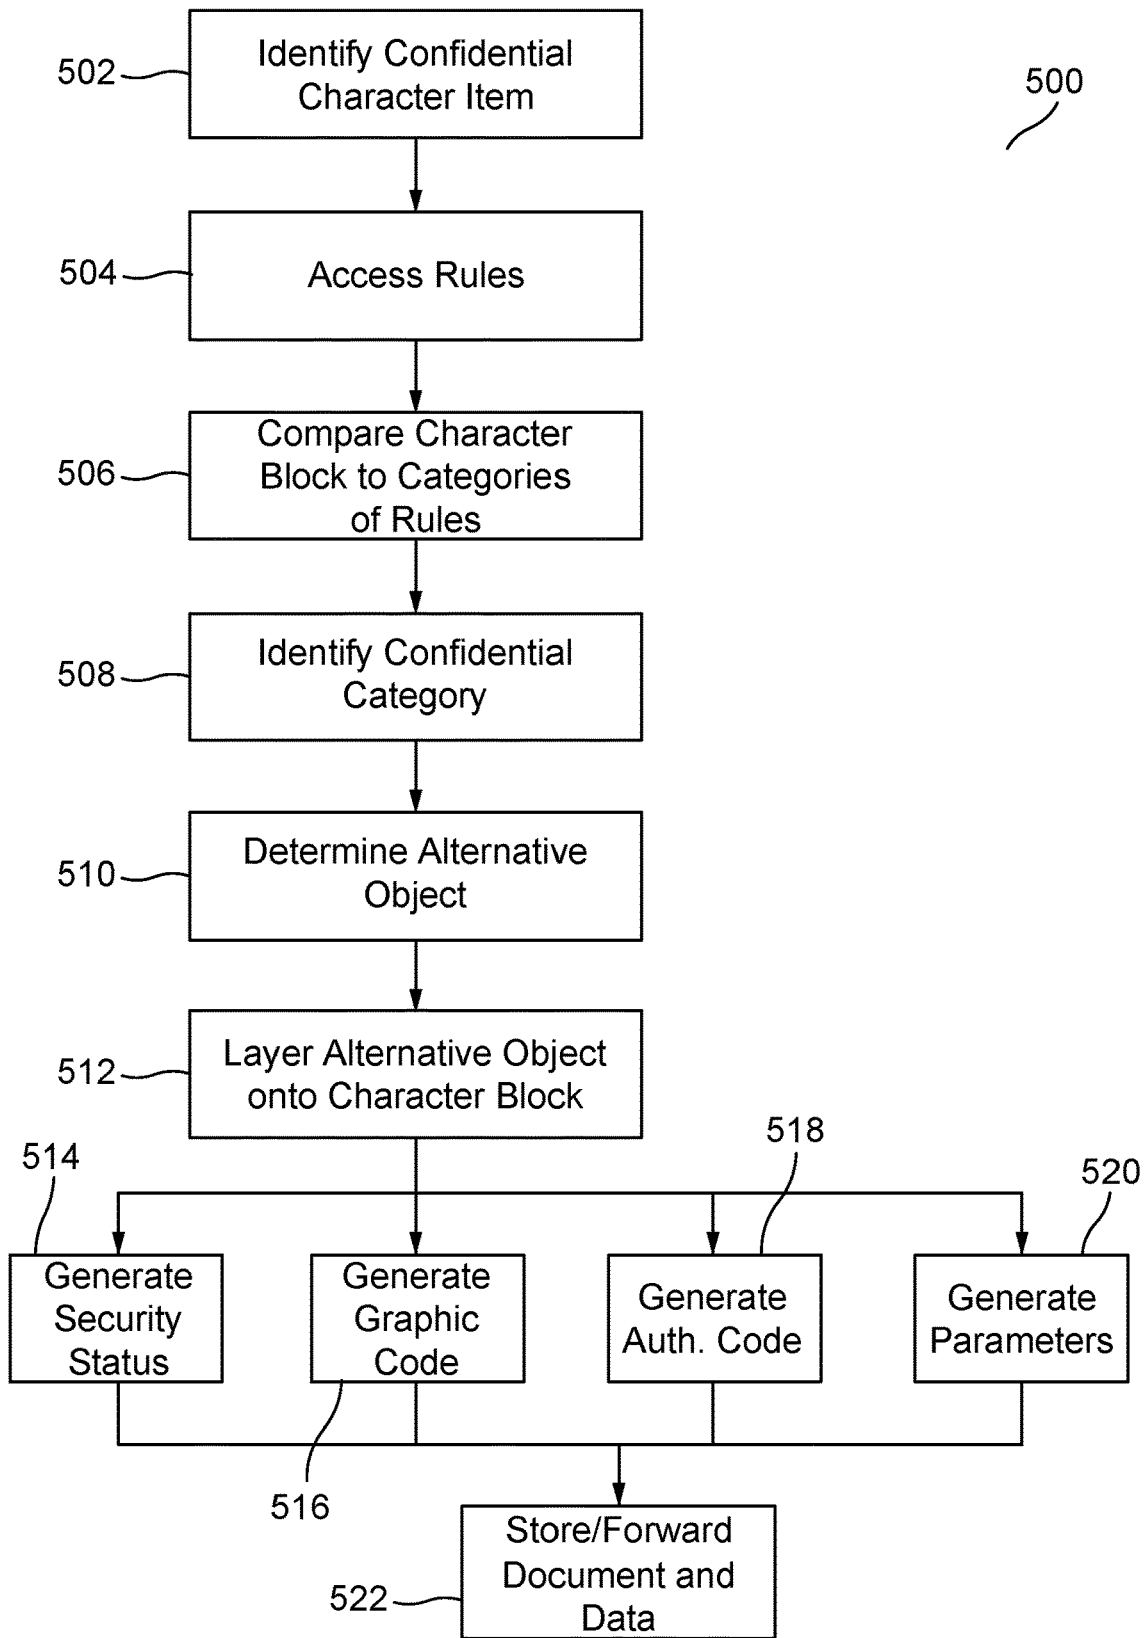 502
Identify Confidential
Character Item
500
504
Access Rules
506
Compare Character
Block to Categories
of Rules
508
Identify Confidential
Category
510
Determine Alternative
Object
512
Layer Alternative Object
onto Character Block
514
518
520
Generate
Security
Status
Generate
Graphic
Code
Generate
Auth. Code
Generate
Parameters
516
522
Store/Forward
Document and
Data